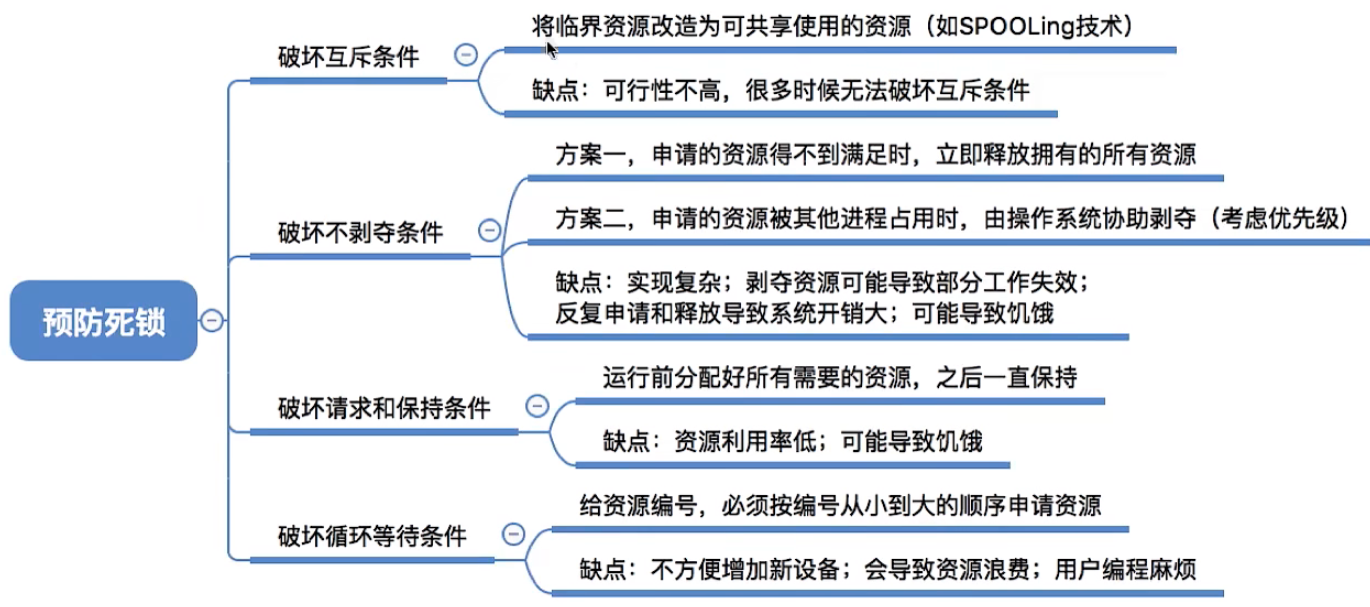 预防死锁
破坏互斥条件
将临界资源改造为可共享使用的资源（如SPOOLing技术）
缺点：可行性不高，很多时候无法破坏互斥条件
破坏不剥夺条件
方案一，申请的资源得不到满足时，立即释放拥有的所有资源
方案二，申请的资源被其他进程占用时，由操作系统协助剥夺（考虑优先级）
缺点：实现复杂；剥夺资源可能导致部分工作失效；
反复申请和释放导致系统开销大；可能导致饥饿
破坏请求和保持条件
运行前分配好所有需要的资源，之后一直保持
缺点：资源利用率低；可能导致饥饿
破坏循环等待条件
给资源编号，必须按编号从小到大的顺序申请资源
缺点：不方便增加新设备；会导致资源浪费；用户编程麻烦